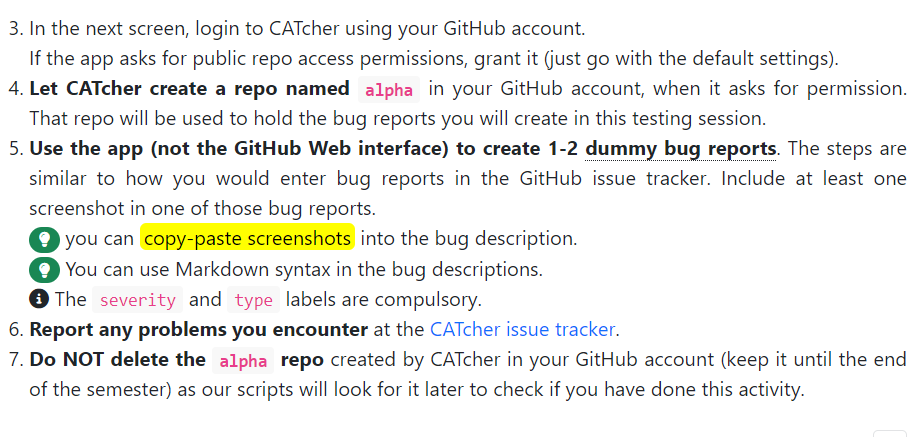 3. In the next screen, login to CATcher using your GitHub account.
If the app asks for public repo access permissions, grant it (just go with the default settings).
4. Let CATcher create a repo named alpha in your GitHub account, when it asks for permission.
That repo will be used to hold the bug reports you will create in this testing session.
5. Use the app (not the GitHub Web interface) to create 1-2 dummy bug reports. The steps are
similar to how you would enter bug reports in the GitHub issue tracker. Include at least one
screenshot in one of those bug reports.
you can copy-paste screenshots into the bug description.
You can use Markdown syntax in the bug descriptions.
The severity and type labels are compulsory.
6. Report any problems you encounter at the CATcher issue tracker.
7. Do NOT delete the alpha repo created by CATcher in your GitHub account (keep it until the end
of the semester) as our scripts will look for it later to check if you have done this activity.